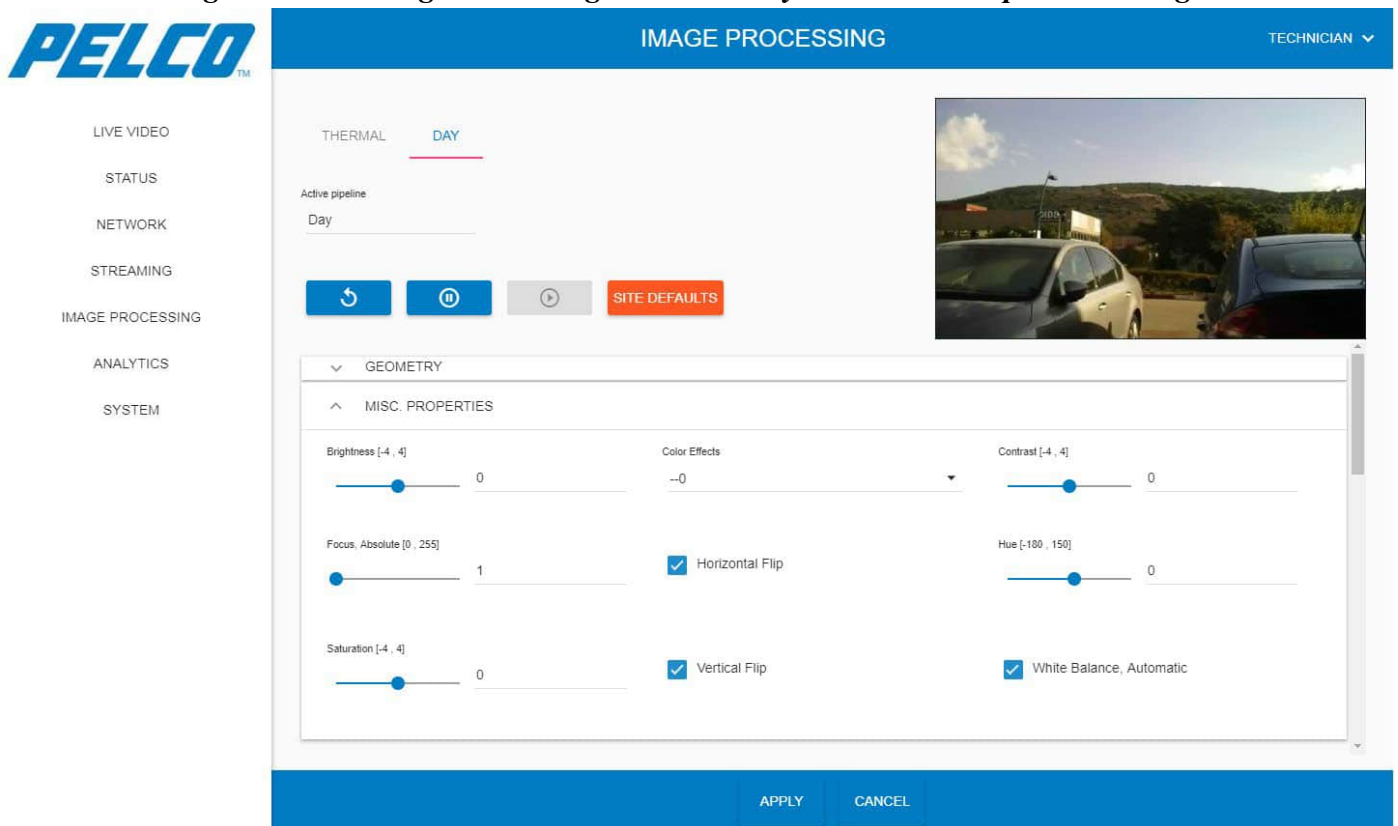 PELCO™
IMAGE PROCESSING
TECHNICIAN
LIVE VIDEO
STATUS
NETWORK
STREAMING
IMAGE PROCESSING
ANALYTICS
SYSTEM
THERMAL DAY
Active pipeline
Day
SITE DEFAULTS
GEOMETRY
MISC. PROPERTIES
Brightness [-4 , 4]
0
Color Effects
--0
Contrast [-4 , 4]
0
Focus, Absolute [0 , 255]
1
Horizontal Flip
Hue [-180 , 150]
0
Saturation [-4 , 4]
0
Vertical Flip
White Balance, Automatic
APPLY CANCEL